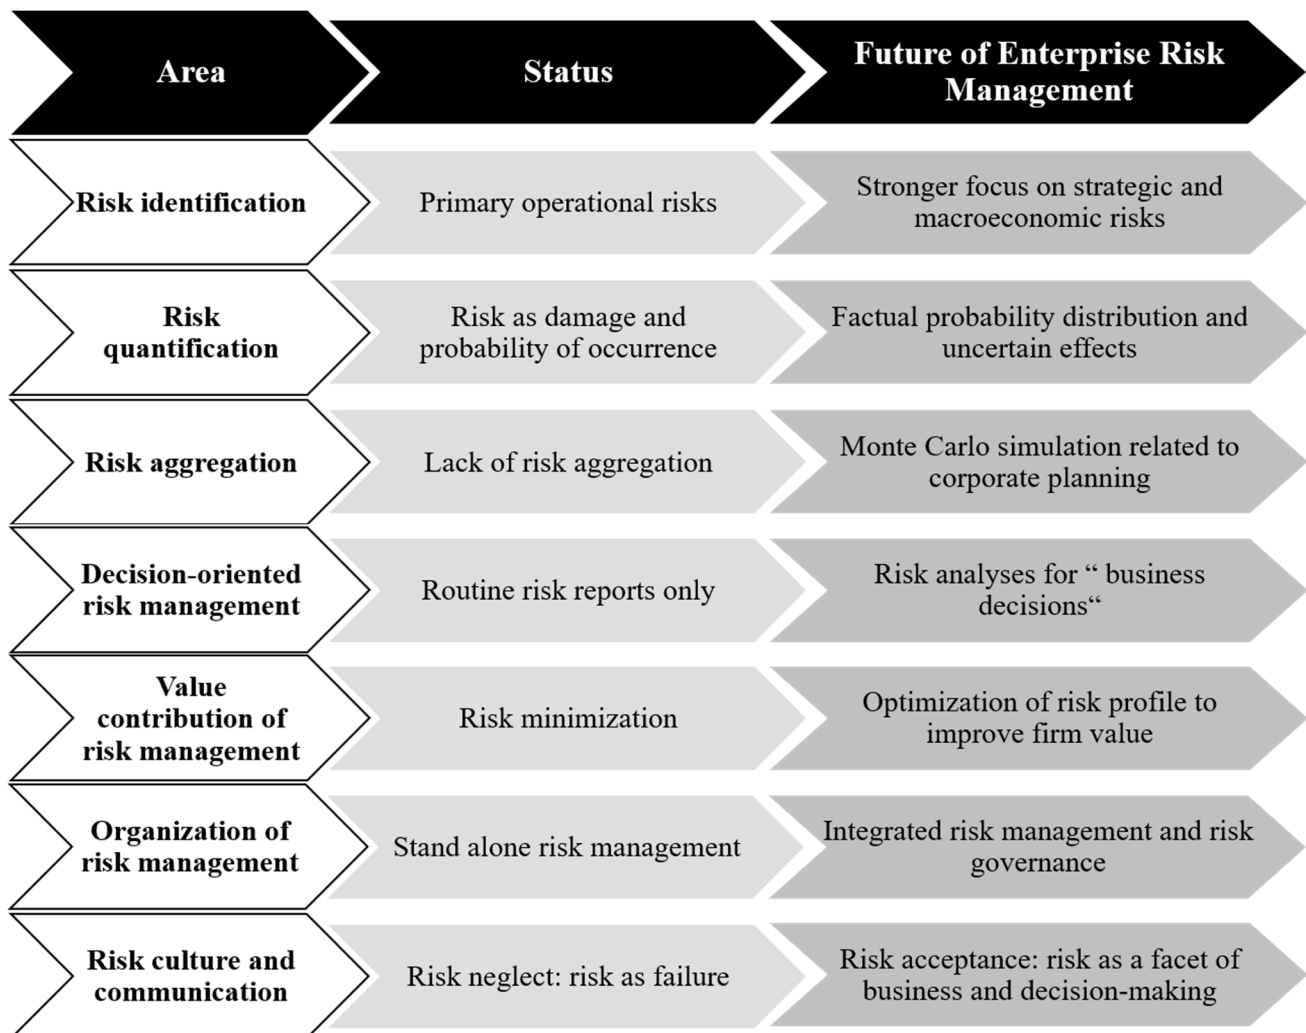 Area
Status
Future of Enterprise Risk
Management
Risk identification
Primary operational risks
Stronger focus on strategic and
macroeconomic risks
Risk
quantification
Risk as damage and
probability of occurrence
Factual probability distribution and
uncertain effects
Risk aggregation
Lack of risk aggregation
Monte Carlo simulation related to
corporate planning
Decision-oriented
risk management
Routine risk reports only
Risk analyses for “ business
decisions“
Value
contribution of
risk management
Risk minimization
Optimization of risk profile to
improve firm value
Organization of
risk management
Stand alone risk management
Integrated risk management and risk
governance
Risk culture and
communication
Risk neglect: risk as failure
Risk acceptance: risk as a facet of
business and decision-making